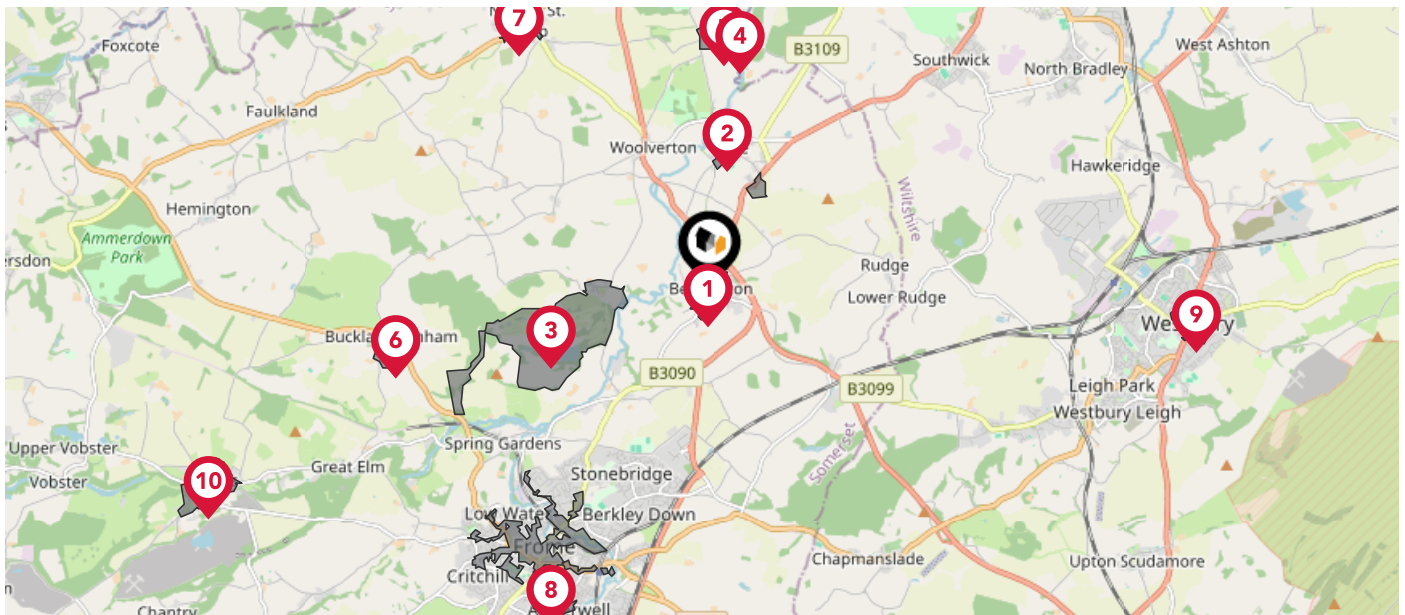 7
St.
4
B3109
West Ashton
Foxcote
Southwick
North Bradley
Faulkland
2
Woolverton
Hawkeridge
Wiltshire
Hemington
Ammerdown
Park
Rudge
1
Lower Rudge
3
9
6
B3090
B3099
Leigh Park
Westbury Leigh
Spring Gardens
Upper Vobster
Great Elm
Somerset
10
Vobster
Stonebridge
Berkley Down
Frome
Chapmanslade
Upton Scudamore
Critchill
8
Chantry